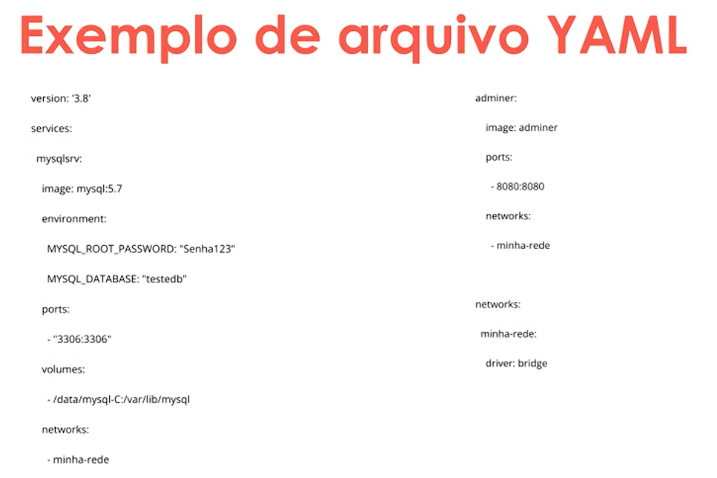 Exemplo de arquivo YAML
version: '3.8'
services:
mysqlsrv:
image: mysql:5.7
environment:
MYSQL_ROOT_PASSWORD: "Senha123"
MYSQL_DATABASE: "testedb"
ports:
- "3306:3306"
volumes:
- /data/mysql-C:/var/lib/mysql
networks:
- minha-rede
adminer:
image: adminer
ports:
- 8080:8080
networks:
- minha-rede
networks:
minha-rede:
driver: bridge